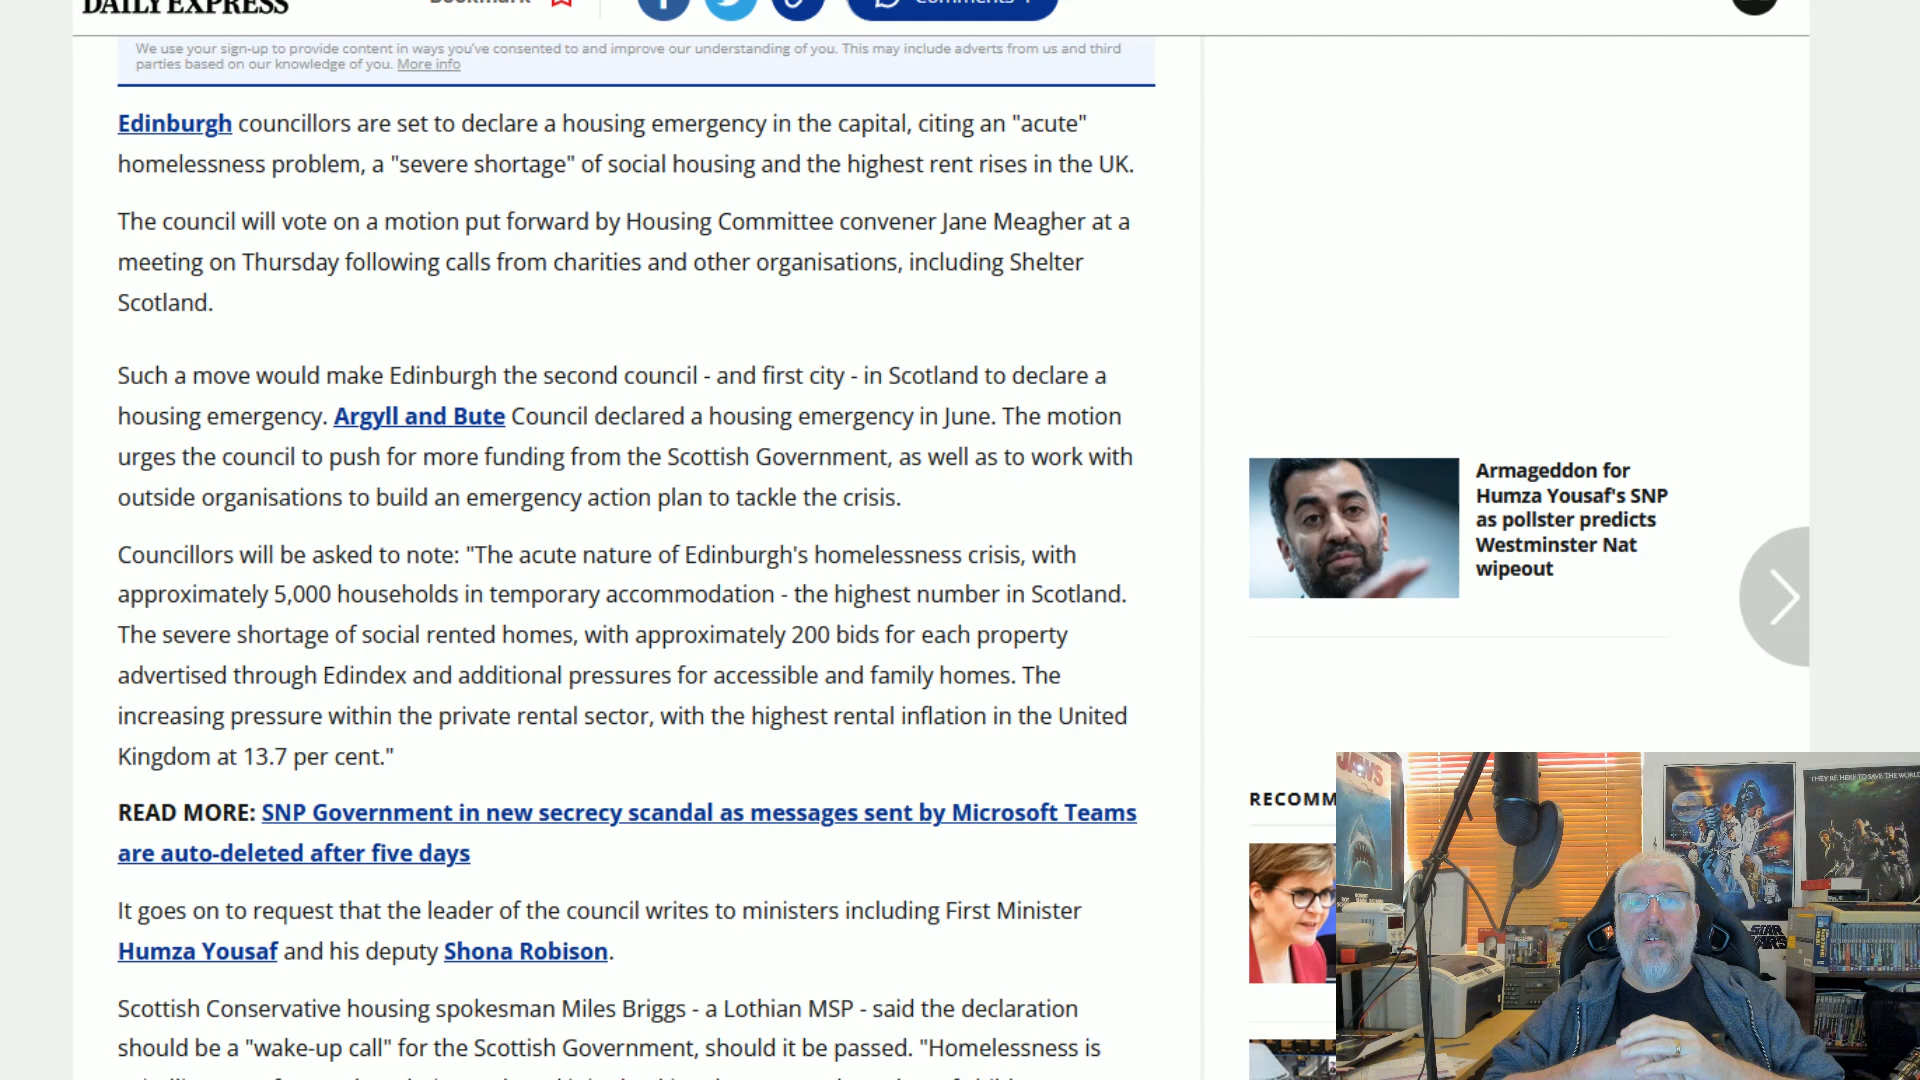 DAILY EXPRESS
Bookmark
Comments
We use your sign-up to provide content in ways you've consented to and improve our understanding of you. This may include adverts from us and third
parties based on our knowledge of you. More info
Edinburgh councillors are set to declare a housing emergency in the capital, citing an "acute"
homelessness problem, a "severe shortage" of social housing and the highest rent rises in the UK.
The council will vote on a motion put forward by Housing Committee convener Jane Meagher at a
meeting on Thursday following calls from charities and other organisations, including Shelter
Scotland.
Such a move would make Edinburgh the second council - and first city - in Scotland to declare a
housing emergency. Argyll and Bute Council declared a housing emergency in June. The motion
urges the council to push for more funding from the Scottish Government, as well as to work with
outside organisations to build an emergency action plan to tackle the crisis.
Councillors will be asked to note: "The acute nature of Edinburgh's homelessness crisis, with
approximately 5,000 households in temporary accommodation - the highest number in Scotland.
The severe shortage of social rented homes, with approximately 200 bids for each property
advertised through Edindex and additional pressures for accessible and family homes. The
increasing pressure within the private rental sector, with the highest rental inflation in the United
Kingdom at 13.7 per cent."
READ MORE: SNP Government in new secrecy scandal as messages sent by Microsoft Teams
are auto-deleted after five days
It goes on to request that the leader of the council writes to ministers including First Minister
Humza Yousaf and his deputy Shona Robison.
Scottish Conservative housing spokesman Miles Briggs - a Lothian MSP - said the declaration
should be a "wake-up call" for the Scottish Government, should it be passed. "Homelessness is
Armageddon for
Humza Yousaf's SNP
as pollster predicts
Westminster Nat
wipeout
RECOMM
JAWS
THEY'RE HERE TO SAVE THE WORLD
STAR
WARS